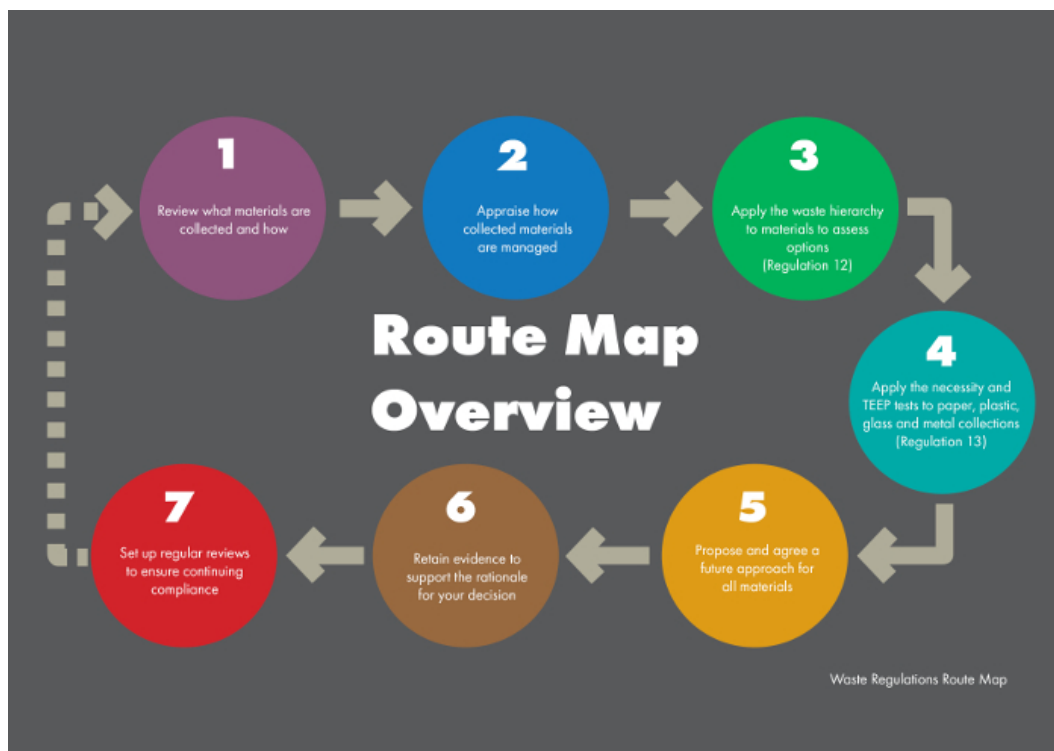 1
Review what materials are
collected and how
2
Appraise how
collected materials
are managed
3
Apply the waste hierarchy
to materials to assess
options
(Regulation 12)
Route Map
Overview
4
Apply the necessity and
TEEP tests to paper, plastic,
glass and metal collections
(Regulation 13)
5
Propose and agree a
future approach for
all materials
6
Retain evidence to
support the rationale
for your decision
7
Set up regular reviews
to ensure continuing
compliance
Waste Regulations Route Map